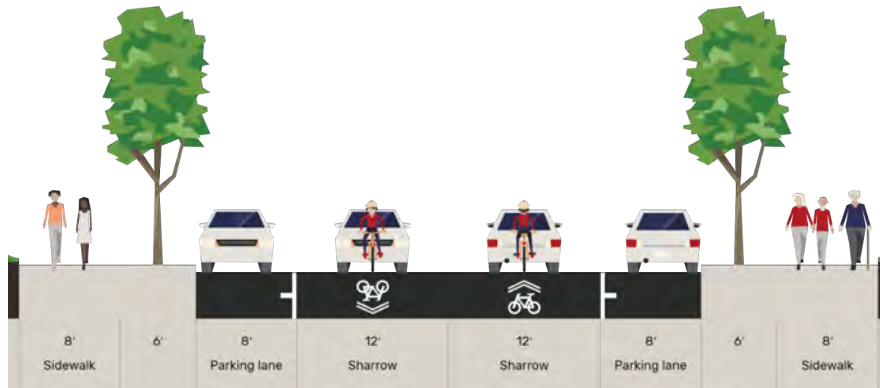 8' 6' 8' 12' 12' 8' 6' 8'
Sidewalk Parking lane Sharrow Sharrow Parking lane Sidewalk